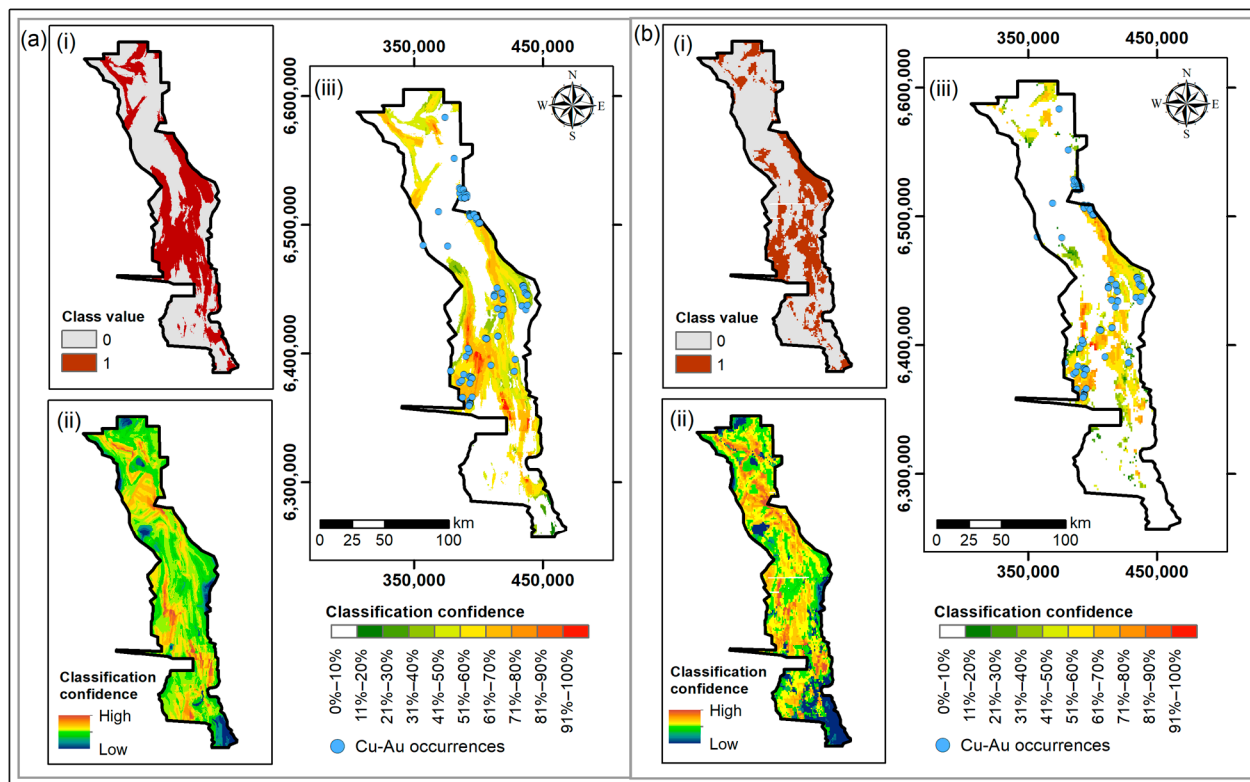 (a)
(i)
Class value
0
1
(ii)
Classification
confidence
High
Low
350,000
450,000
(iii)
N
W
E
S
6,600,000
6,500,000
6,400,000
6,300,000
km
0
25
50
100
350,000
450,000
Classification confidence
0%–10%
11%–20%
21%–30%
31%–40%
41%–50%
51%–60%
61%–70%
71%–80%
81%–90%
91%–100%
Cu-Au occurrences
(b)
(i)
Class value
0
1
(ii)
Classification
confidence
High
Low
350,000
450,000
(iii)
N
W
E
S
6,600,000
6,500,000
6,400,000
6,300,000
km
0
25
50
100
350,000
450,000
Classification confidence
0%–10%
11%–20%
21%–30%
31%–40%
41%–50%
51%–60%
61%–70%
71%–80%
81%–90%
91%–100%
Cu-Au occurrences